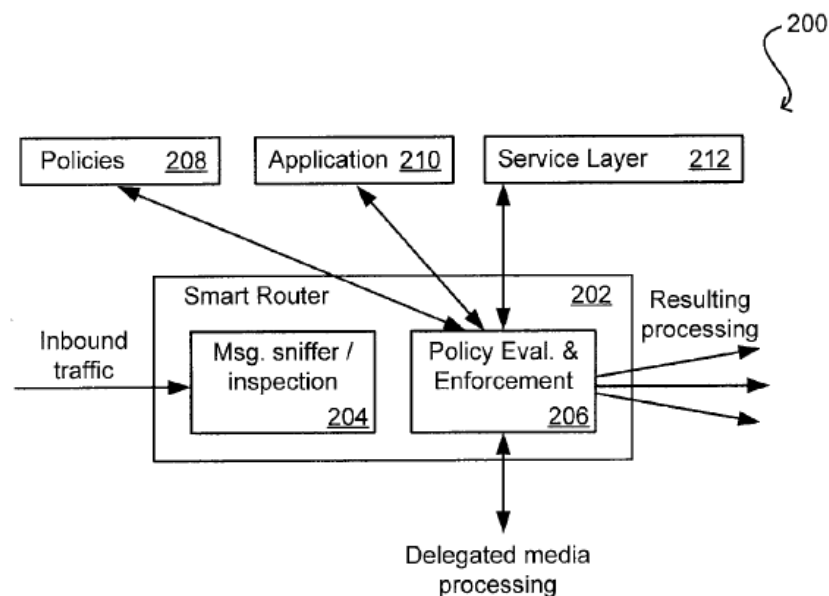 200
Policies 208
Application 210
Service Layer 212
Smart Router 202
Inbound
traffic
Msg. sniffer /
inspection
204
Policy Eval. &
Enforcement
206
Resulting
processing
Delegated media
processing